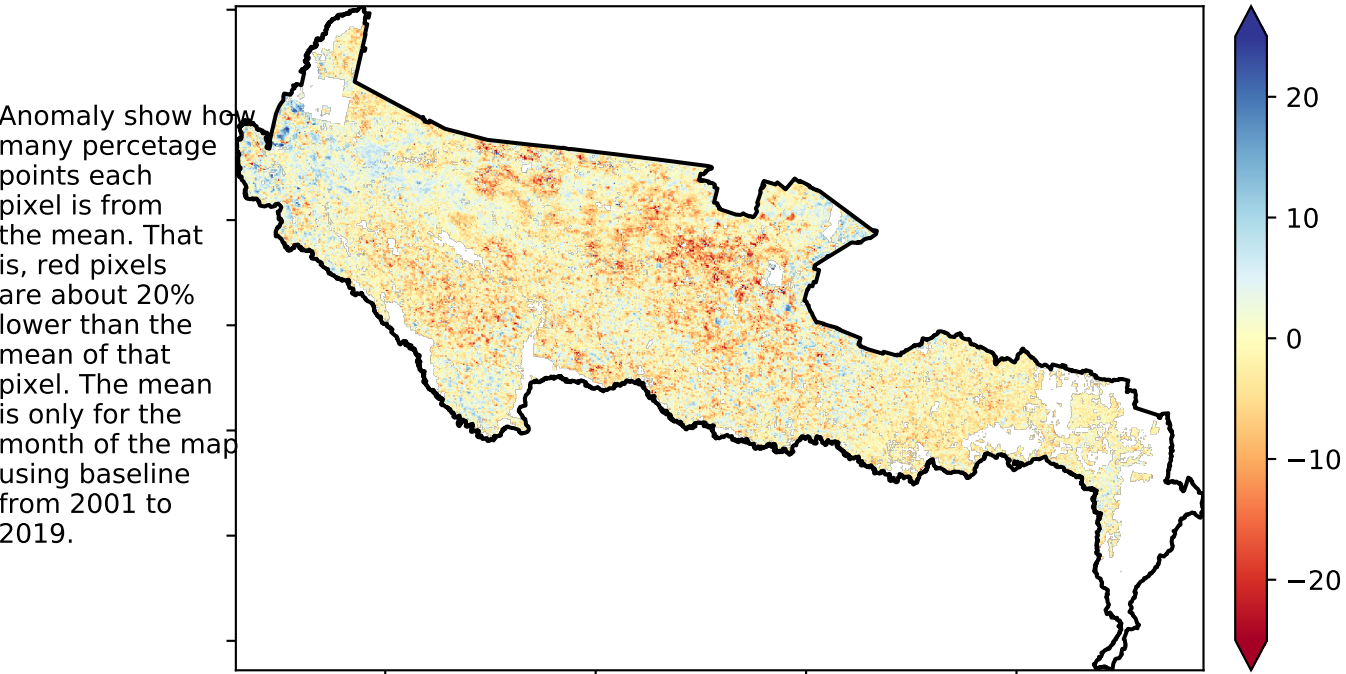 Anomaly show how
many percetage
points each
pixel is from
the mean. That
is, red pixels
are about 20%
lower than the
mean of that
pixel. The mean
is only for the
month of the map
using baseline
from 2001 to
2019.
20
10
0
−10
−20